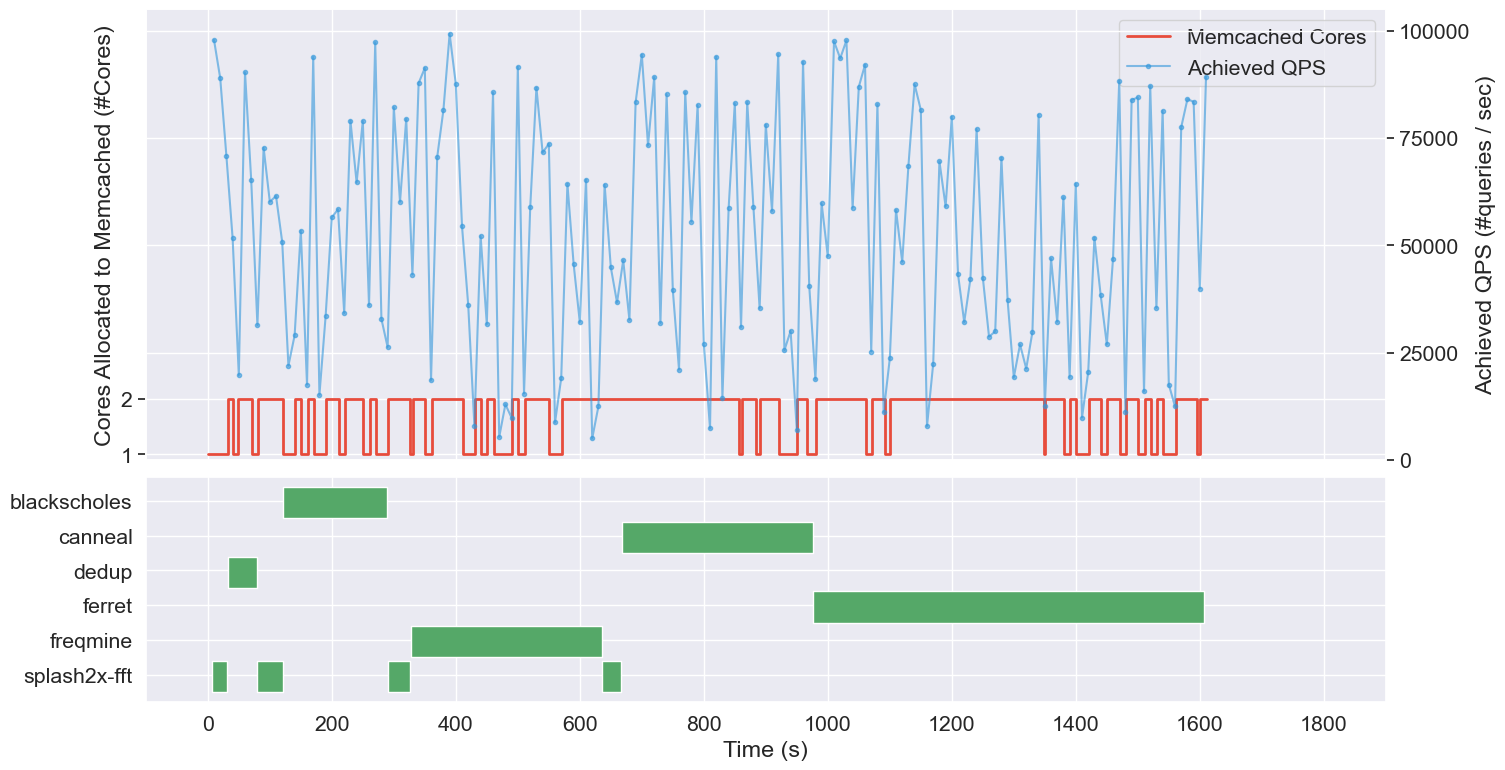 Cores Allocated to Memcached (#Cores)
2
1
Memcached Cores
Achieved QPS
100000
75000
50000
25000
0
Achieved QPS (#queries / sec)
blackscholes
canneal
dedup
ferret
freqmine
splash2x-fft
0 200 400 600 800 1000 1200 1400 1600 1800
Time (s)